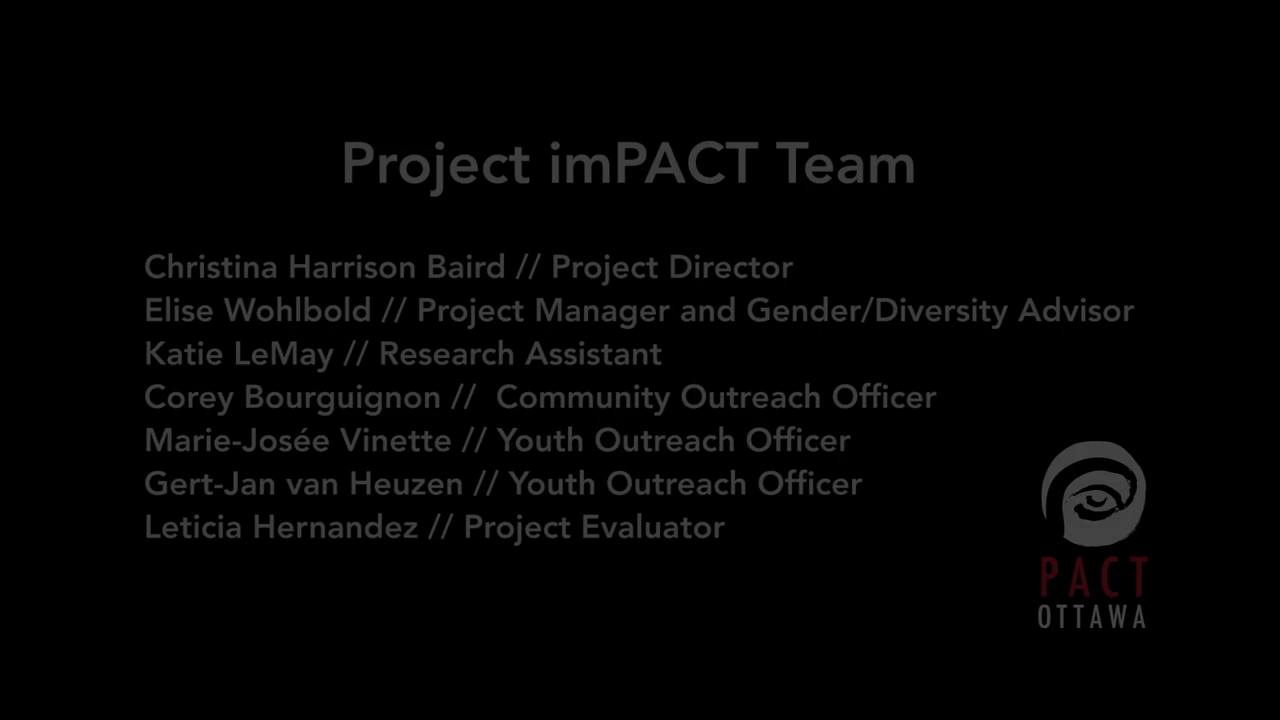 Project imPACT Team
Christina Harrison Baird // Project Director
Elise Wohlbold // Project Manager and Gender/Diversity Advisor
Katie LeMay // Research Assistant
Corey Bourguignon //  Community Outreach Officer
Marie-Josée Vinette // Youth Outreach Officer
Gert-Jan van Heuzen // Youth Outreach Officer
Leticia Hernandez // Project Evaluator
PACT
OTTAWA